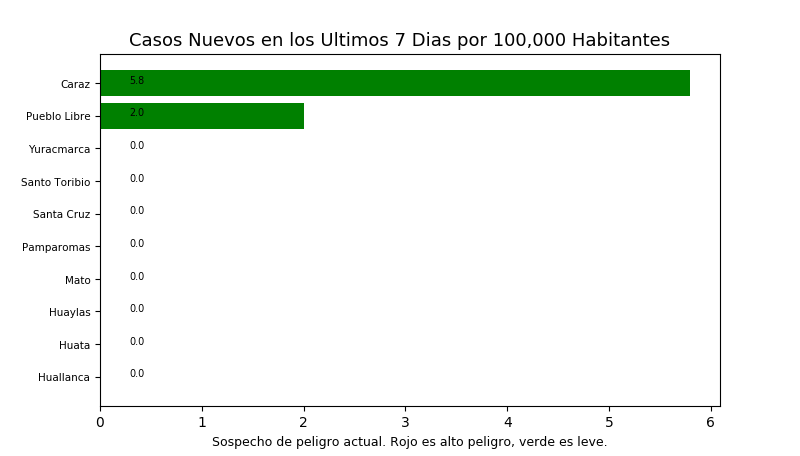 Casos Nuevos en los Ultimos 7 Dias por 100,000 Habitantes
Caraz 5.8
Pueblo Libre 2.0
Yuracmarca 0.0
Santo Toribio 0.0
Santa Cruz 0.0
Pamparomas 0.0
Mato 0.0
Huaylas 0.0
Huata 0.0
Huallanca 0.0
0 1 2 3 4 5 6
Sospecho de peligro actual. Rojo es alto peligro, verde es leve.